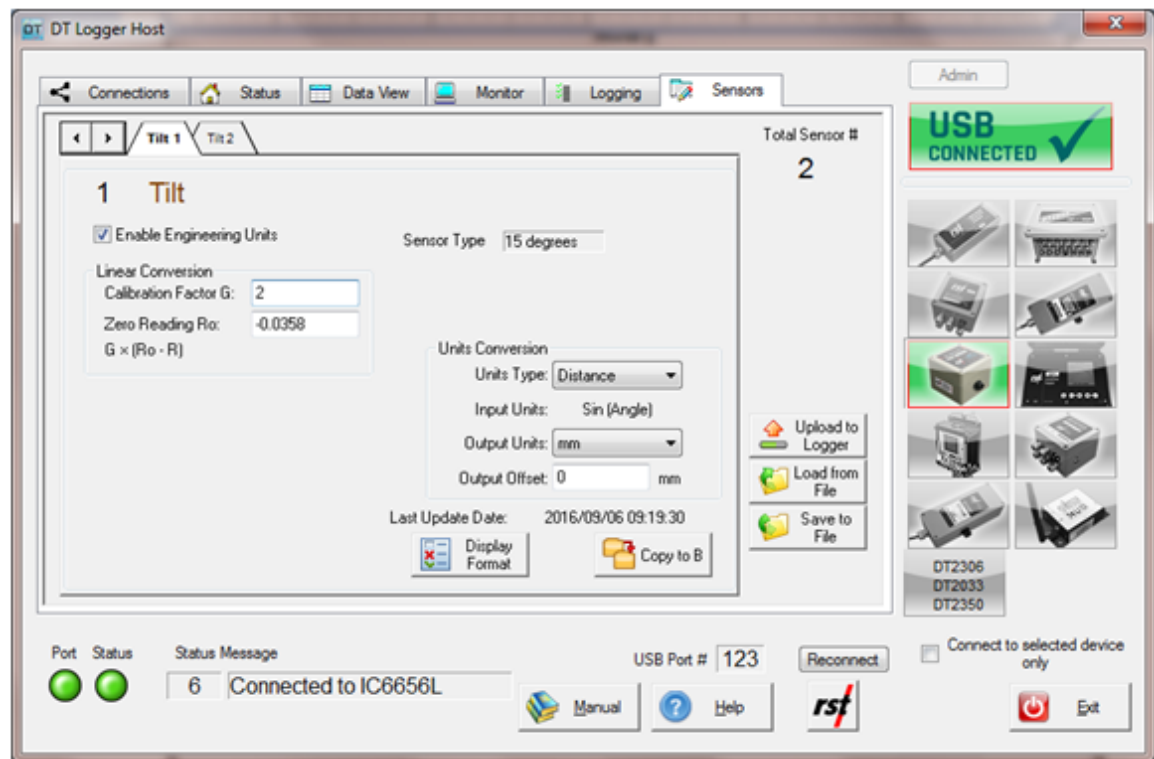 DT DT Logger Host
Admin
Connections Status Data View Monitor Logging Sensors
USB
CONNECTED
Tilt 1 Tilt 2
Total Sensor #
2
1 Tilt
Enable Engineering Units
Sensor Type 15 degrees
Linear Conversion
Calibration Factor G: 2
Zero Reading Ro: -0.0358
G × (Ro - R)
Units Conversion
Units Type: Distance
Input Units: Sin (Angle)
Output Units: mm
Output Offset: 0 mm
Upload to
Logger
Load from
File
Save to
File
Last Update Date: 2016/09/06 09:19:30
Display
Format
Copy to B
DT2306
DT2033
DT2350
Port Status Status Message
6 Connected to IC6656L
USB Port # 123
Reconnect
Connect to selected device
only
Manual
Help
rst
Exit